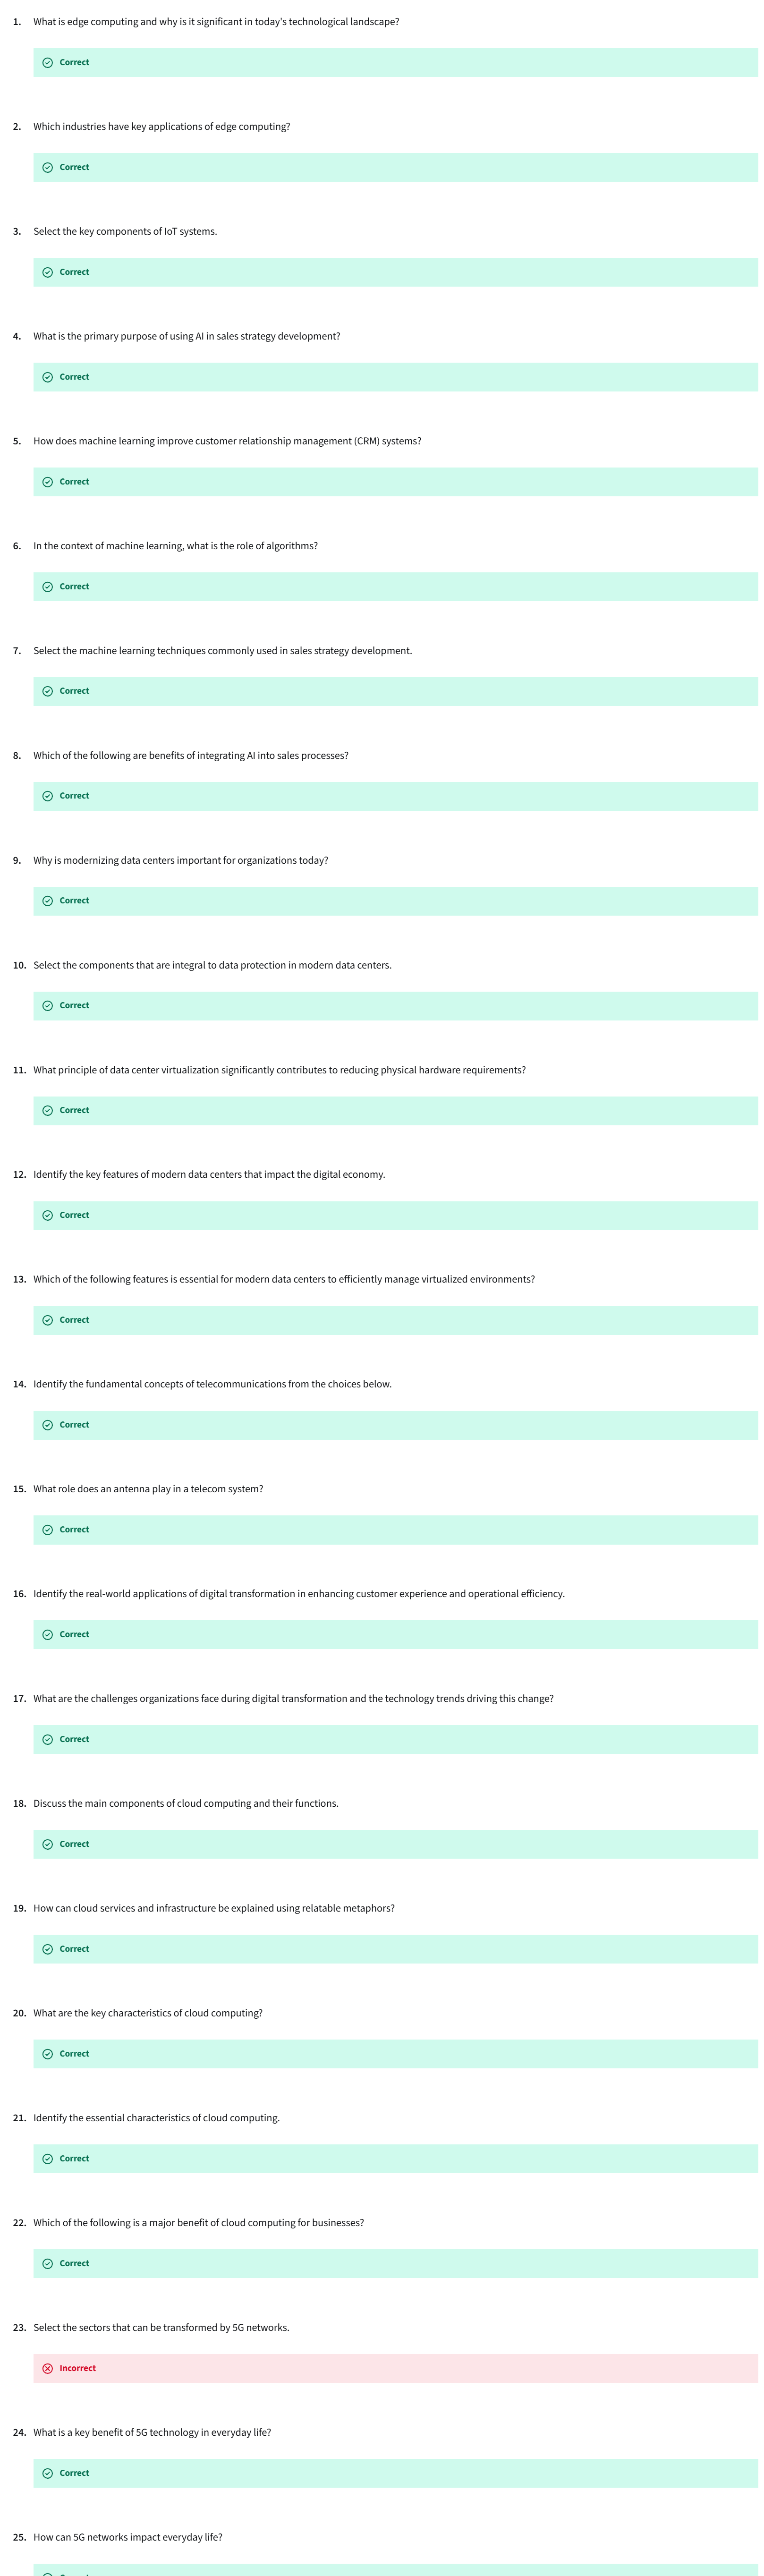 1. What is edge computing and why is it significant in today's technological landscape?
Correct
2. Which industries have key applications of edge computing?
Correct
3. Select the key components of IoT systems.
Correct
4. What is the primary purpose of using AI in sales strategy development?
Correct
5. How does machine learning improve customer relationship management (CRM) systems?
Correct
6. In the context of machine learning, what is the role of algorithms?
Correct
7. Select the machine learning techniques commonly used in sales strategy development.
Correct
8. Which of the following are benefits of integrating AI into sales processes?
Correct
9. Why is modernizing data centers important for organizations today?
Correct
10. Select the components that are integral to data protection in modern data centers.
Correct
11. What principle of data center virtualization significantly contributes to reducing physical hardware requirements?
Correct
12. Identify the key features of modern data centers that impact the digital economy.
Correct
13. Which of the following features is essential for modern data centers to efficiently manage virtualized environments?
Correct
14. Identify the fundamental concepts of telecommunications from the choices below.
Correct
15. What role does an antenna play in a telecom system?
Correct
16. Identify the real-world applications of digital transformation in enhancing customer experience and operational efficiency.
Correct
17. What are the challenges organizations face during digital transformation and the technology trends driving this change?
Correct
18. Discuss the main components of cloud computing and their functions.
Correct
19. How can cloud services and infrastructure be explained using relatable metaphors?
Correct
20. What are the key characteristics of cloud computing?
Correct
21. Identify the essential characteristics of cloud computing.
Correct
22. Which of the following is a major benefit of cloud computing for businesses?
Correct
23. Select the sectors that can be transformed by 5G networks.
Incorrect
24. What is a key benefit of 5G technology in everyday life?
Correct
25. How can 5G networks impact everyday life?